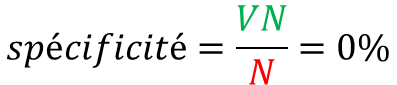 spécificité = VN / N = 0%